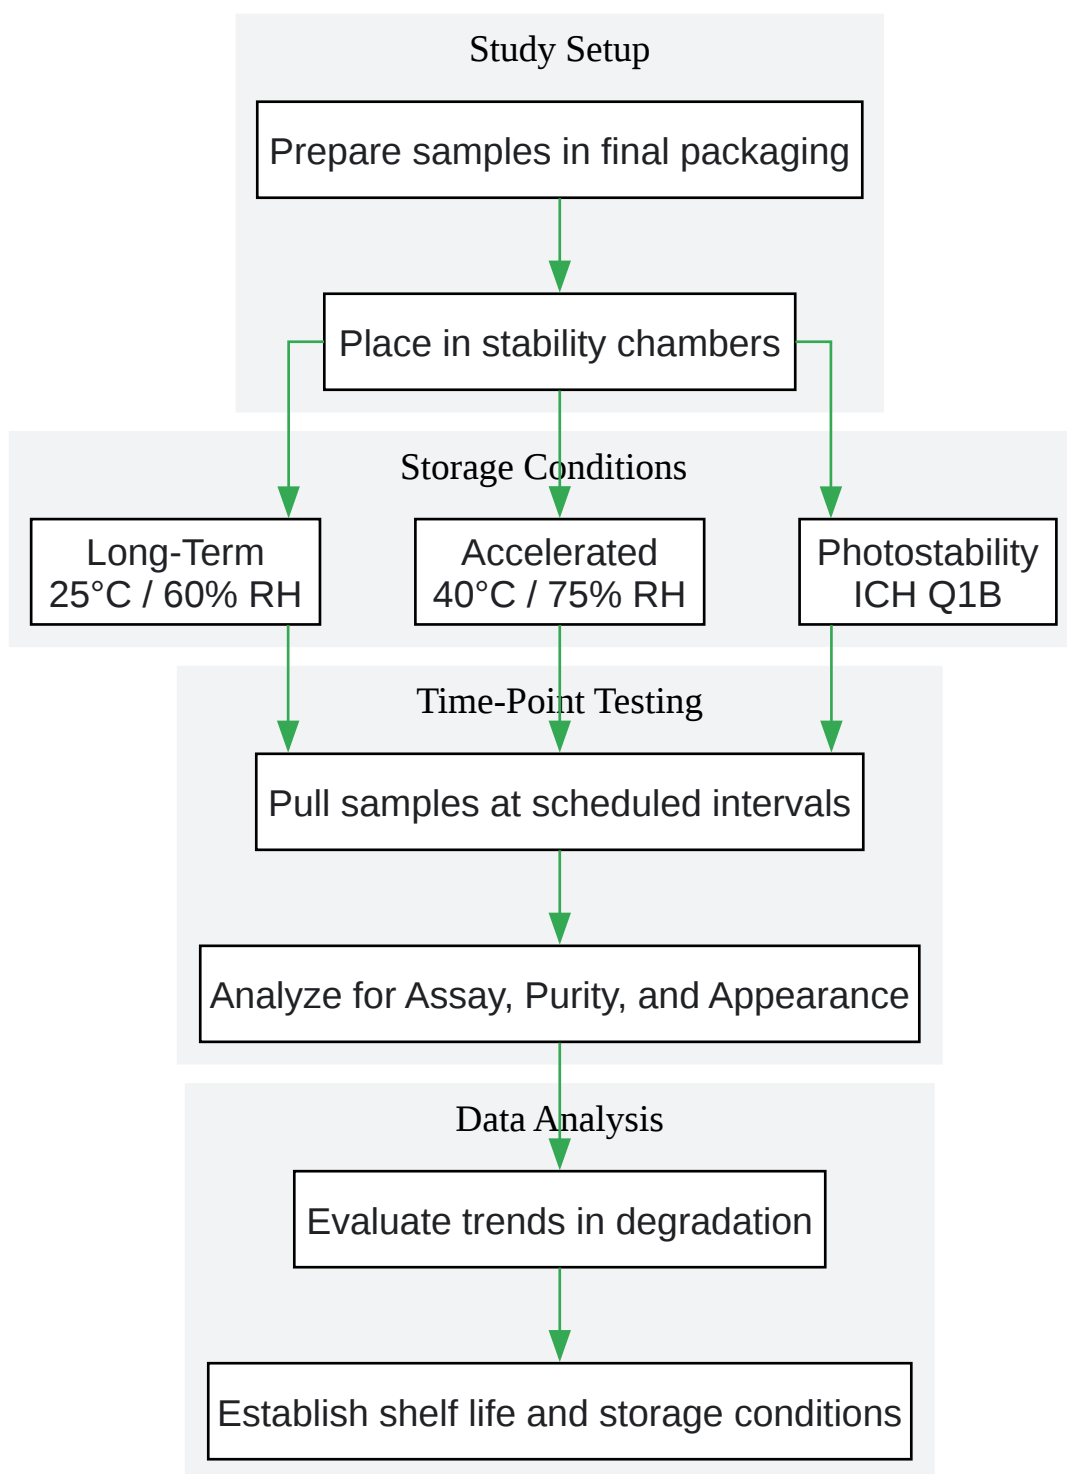 Study Setup
Prepare samples in final packaging
Place in stability chambers
Storage Conditions
Long-Term
25°C / 60% RH
Accelerated
40°C / 75% RH
Photostability
ICH Q1B
Time-Point Testing
Pull samples at scheduled intervals
Analyze for Assay, Purity, and Appearance
Data Analysis
Evaluate trends in degradation
Establish shelf life and storage conditions